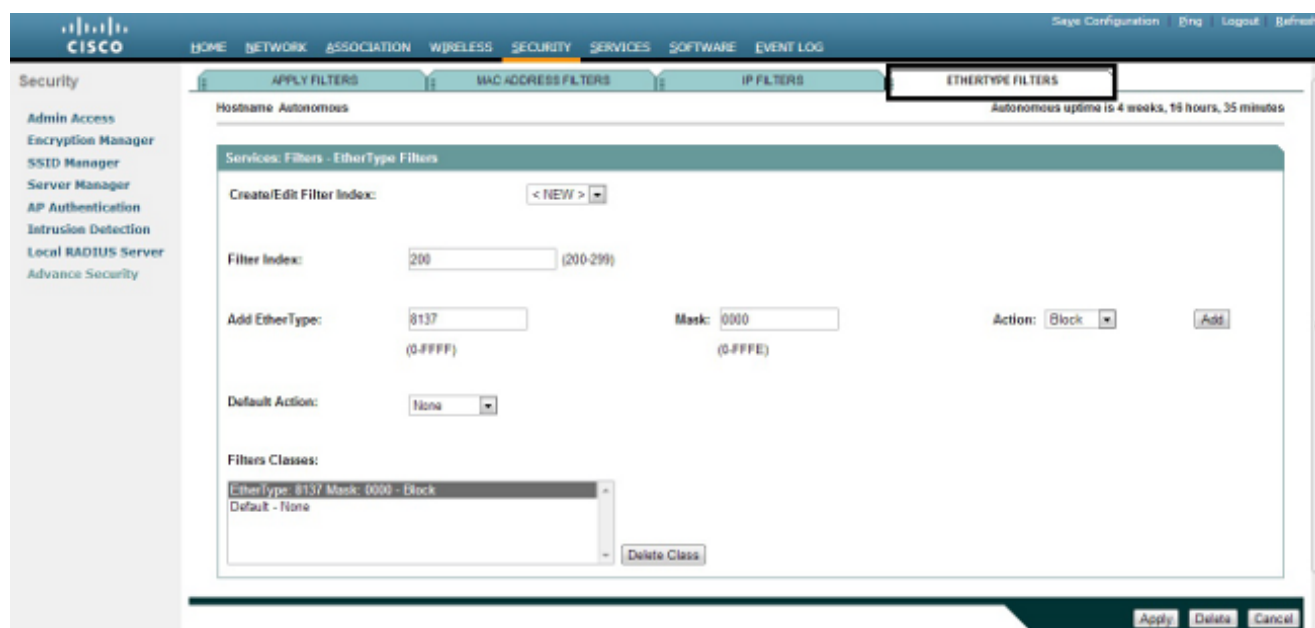 Save Configuration | Ping | Logout | Refresh
CISCO
HOME NETWORK ASSOCIATION WIRELESS SECURITY SERVICES SOFTWARE EVENT LOG
Security
APPLY FILTERS MAC ADDRESS FILTERS IP FILTERS ETHERTYPE FILTERS
Hostname Autonomous Autonomous uptime is 4 weeks, 16 hours, 35 minutes
Admin Access
Encryption Manager
SSID Manager
Server Manager
AP Authentication
Intrusion Detection
Local RADIUS Server
Advance Security
Services: Filters - EtherType Filters
Create/Edit Filter Index: < NEW >
Filter Index: 200 (200-299)
Add EtherType: 8137 Mask: 0000 Action: Block Add
(0-FFFF) (0-FFFE)
Default Action: None
Filters Classes:
EtherType: 8137 Mask: 0000 - Block
Default - None
Delete Class
Apply Delete Cancel